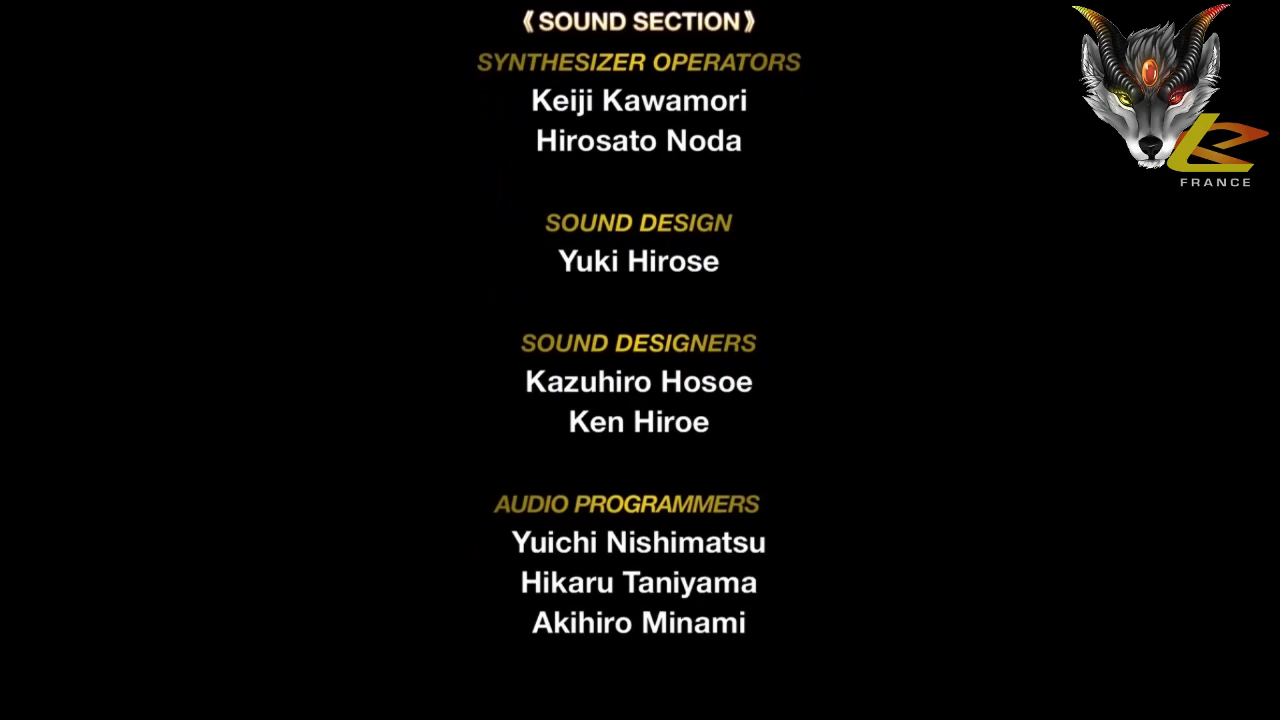 《SOUND SECTION》
SYNTHESIZER OPERATORS
Keiji Kawamori
Hirosato Noda
SOUND DESIGN
Yuki Hirose
SOUND DESIGNERS
Kazuhiro Hosoe
Ken Hiroe
AUDIO PROGRAMMERS
Yuichi Nishimatsu
Hikaru Taniyama
Akihiro Minami
LR
FRANCE